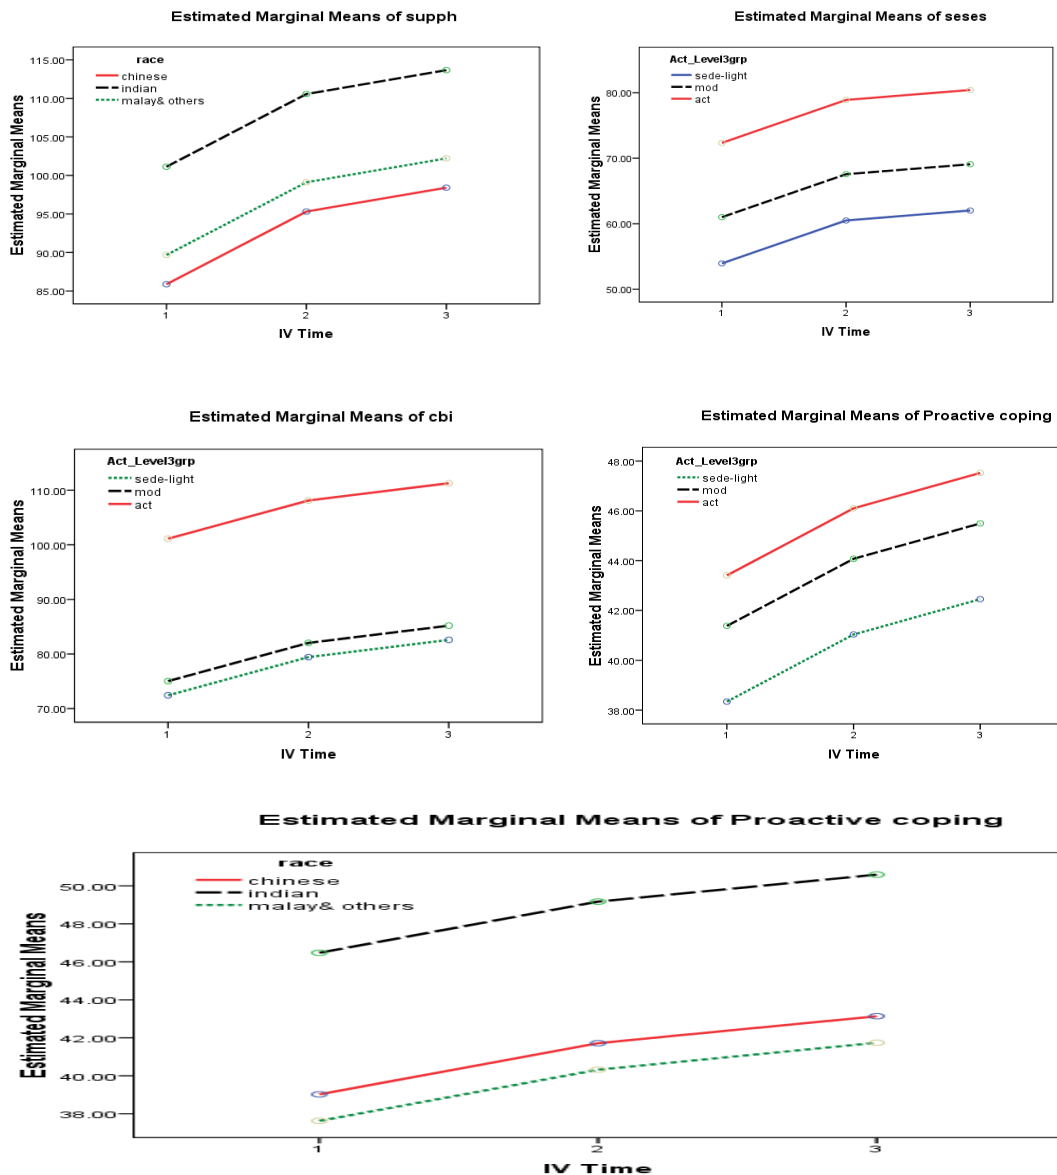 Estimated Marginal Means of supph
Estimated Marginal Means
115.00
110.00
105.00
100.00
95.00
90.00
85.00
race
chinese
indian
malay& others
1 2 3
IV Time
Estimated Marginal Means of seses
Estimated Marginal Means
80.00
70.00
60.00
50.00
Act_Level3grp
sede-light
mod
act
1 2 3
IV Time
Estimated Marginal Means of cbi
Estimated Marginal Means
110.00
100.00
90.00
80.00
70.00
Act_Level3grp
sede-light
mod
act
1 2 3
IV Time
Estimated Marginal Means of Proactive coping
Estimated Marginal Means
48.00
46.00
44.00
42.00
40.00
38.00
Act_Level3grp
sede-light
mod
act
1 2 3
IV Time
Estimated Marginal Means of Proactive coping
Estimated Marginal Means
50.00
48.00
46.00
44.00
42.00
40.00
38.00
race
chinese
indian
malay& others
1 2 3
IV Time